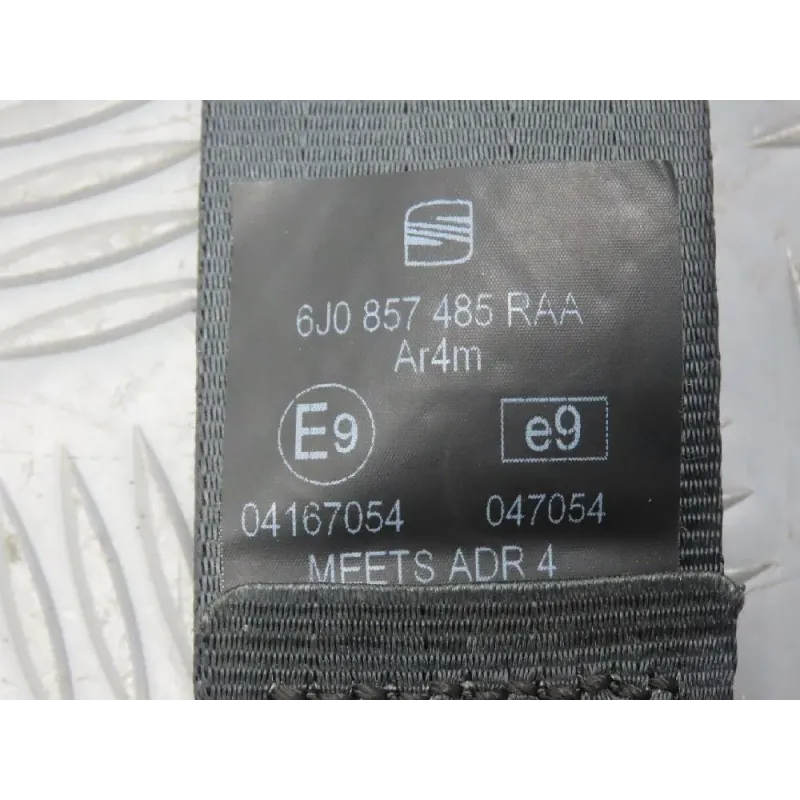 6J0 857 485 RAA
Ar4m
E9 e9
04167054 047054
MEETS ADR 4